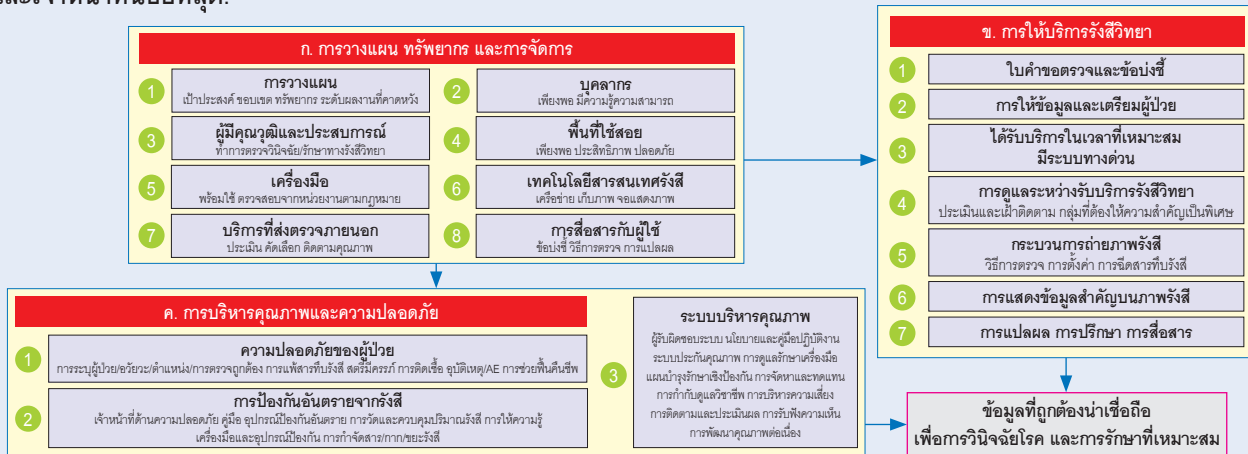 และเจ้าหน้าที่น้อยที่สุด.
ก. การวางแผน ทรัพยากร และการจัดการ
1
การวางแผน
เป้าประสงค์ ขอบเขต ทรัพยากร ระดับผลงานที่คาดหวัง
2
บุคลากร
เพียงพอ มีความรู้ความสามารถ
3
ผู้มีคุณวุฒิและประสบการณ์
ทำการตรวจวินิจฉัย/รักษาทางรังสีวิทยา
4
พื้นที่ใช้สอย
เพียงพอ ประสิทธิภาพ ปลอดภัย
5
เครื่องมือ
พร้อมใช้ ตรวจสอบจากหน่วยงานตามกฎหมาย
6
เทคโนโลยีสารสนเทศรังสี
เครือข่าย เก็บภาพ จอแสดงภาพ
7
บริการที่ส่งตรวจภายนอก
ประเมิน คัดเลือก ติดตามคุณภาพ
8
การสื่อสารกับผู้ใช้
ข้อบ่งชี้ วิธีการตรวจ การแปลผล
ข. การให้บริการรังสีวิทยา
1
ใบคำขอตรวจและข้อบ่งชี้
2
การให้ข้อมูลและเตรียมผู้ป่วย
3
ได้รับบริการในเวลาที่เหมาะสม
มีระบบทางด่วน
4
การดูแลระหว่างรับบริการรังสีวิทยา
ประเมินและเฝ้าติดตาม กลุ่มที่ต้องให้ความสำคัญเป็นพิเศษ
5
กระบวนการถ่ายภาพรังสี
วิธีการตรวจ การตั้งค่า การฉีดสารทึบรังสี
6
การแสดงข้อมูลสำคัญบนภาพรังสี
7
การแปลผล การปรึกษา การสื่อสาร
ค. การบริหารคุณภาพและความปลอดภัย
1
ความปลอดภัยของผู้ป่วย
การระบุผู้ป่วย/อวัยวะ/ตำแหน่ง/การตรวจถูกต้อง การแพ้สารทึบรังสี สตรีมีครรภ์ การติดเชื้อ อุบัติเหตุ/AE การช่วยฟื้นคืนชีพ
2
การป้องกันอันตรายจากรังสี
เจ้าหน้าที่ด้านความปลอดภัย คู่มือ อุปกรณ์ป้องกันอันตราย การวัดและควบคุมปริมาณรังสี การให้ความรู้
เครื่องมือและอุปกรณ์ป้องกัน การกำจัดสาร/กาก/ขยะรังสี
3
ระบบบริหารคุณภาพ
ผู้รับผิดชอบระบบ นโยบายและคู่มือปฏิบัติงาน
ระบบประกันคุณภาพ การดูแลรักษาเครื่องมือ
แผนบำรุงรักษาเชิงป้องกัน การจัดหาและทดแทน
การกำกับดูแลวิชาชีพ การบริหารความเสี่ยง
การติดตามและประเมินผล การรับฟังความเห็น
การพัฒนาคุณภาพต่อเนื่อง
ข้อมูลที่ถูกต้องน่าเชื่อถือ
เพื่อการวินิจฉัยโรค และการรักษาที่เหมาะสม